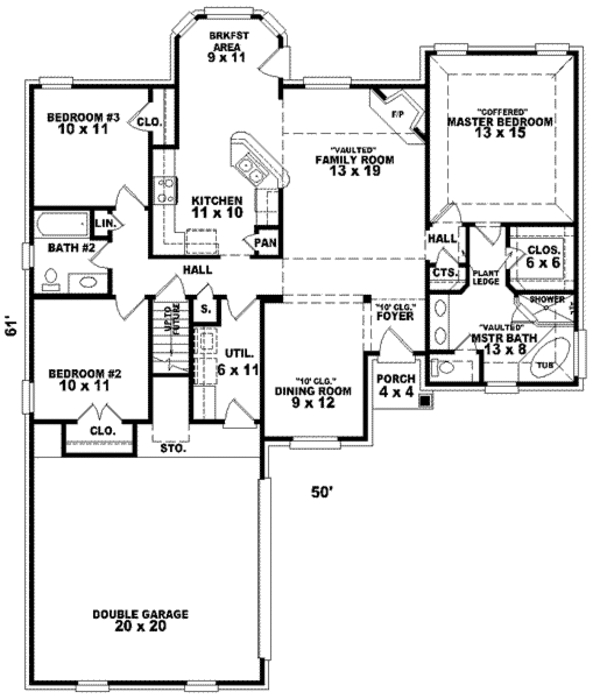 BRKFST
AREA
9 x 11
BEDROOM #3
10 x 11
CLO.
F/P
"VAULTED"
FAMILY ROOM
13 x 19
"COFFERED"
MASTER BEDROOM
13 x 15
KITCHEN
11 x 10
LIN.
PAN
BATH #2
HALL
HALL
CTS.
PLANT
LEDGE
CLOS.
6 x 6
UP TO
FUTURE
S.
"10' CLG."
FOYER
SHOWER
"VAULTED"
MSTR BATH
13 x 8
TUB
61'
BEDROOM #2
10 x 11
UTIL.
6 x 11
"10' CLG."
DINING ROOM
9 x 12
PORCH
4 x 4
CLO.
STO.
50'
DOUBLE GARAGE
20 x 20